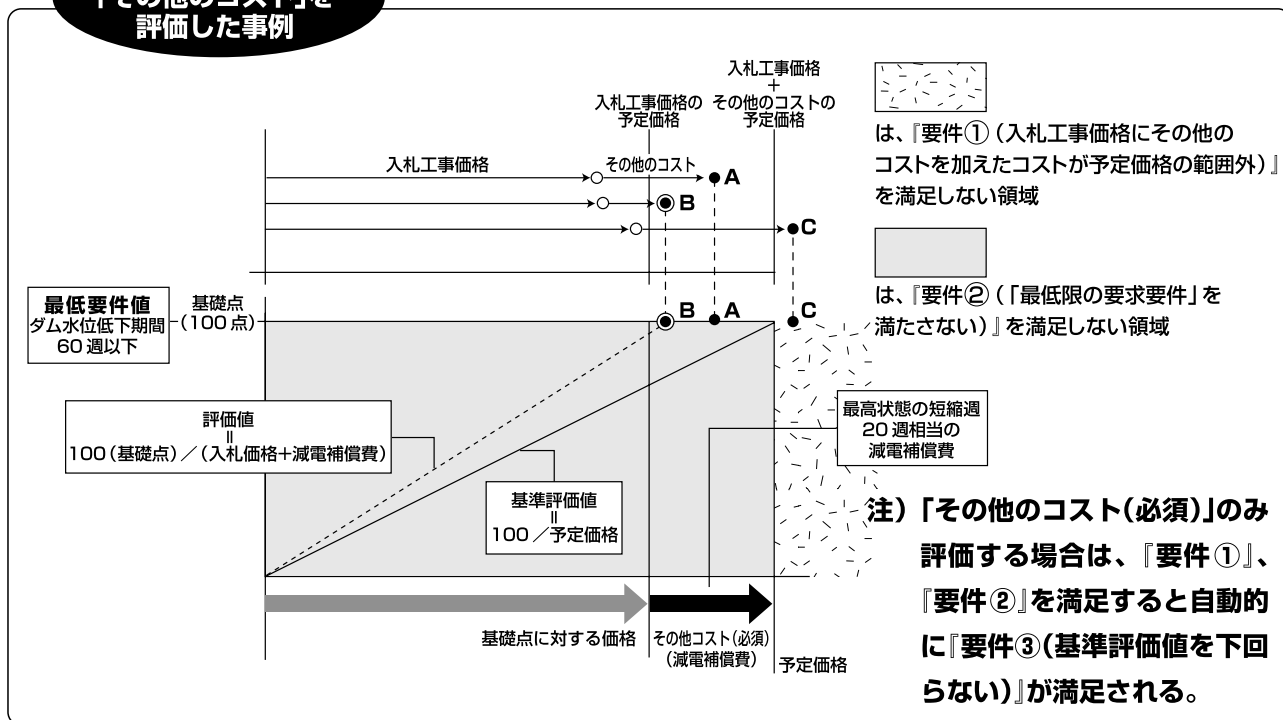 「その他のコスト」を
評価した事例
入札工事価格
+
その他のコストの
予定価格
入札工事価格の
予定価格
入札工事価格
その他のコスト
A
B
C
は、『要件①（入札工事価格にその他の
コストを加えたコストが予定価格の範囲外）』
を満足しない領域
は、『要件②（「最低限の要求要件」を
満たさない）』を満足しない領域
最低要件値
ダム水位低下期間
60週以下
基礎点
(100点)
B
A
C
評価値
=
100(基礎点)／(入札価格+減電補償費)
基準評価値
=
100／予定価格
最高状態の短縮週
20週相当の
減電補償費
基礎点に対する価格
その他コスト(必須)
(減電補償費)
予定価格
注）「その他のコスト(必須)」のみ
評価する場合は、『要件①』、
『要件②』を満足すると自動的
に『要件③(基準評価値を下回
らない)』が満足される。